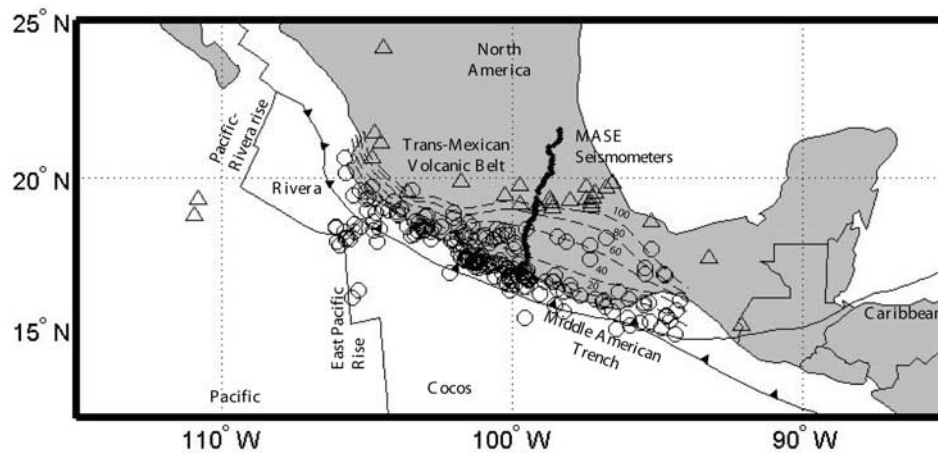 25° N
North
America
Pacific-
Rivera rise
Trans-Mexican
Volcanic Belt
MASE
Seismometers
20° N
Rivera
100
80
60
40
20
15° N
East Pacific
Rise
Middle American
Trench
Caribbean
Pacific
Cocos
110° W
100° W
90° W